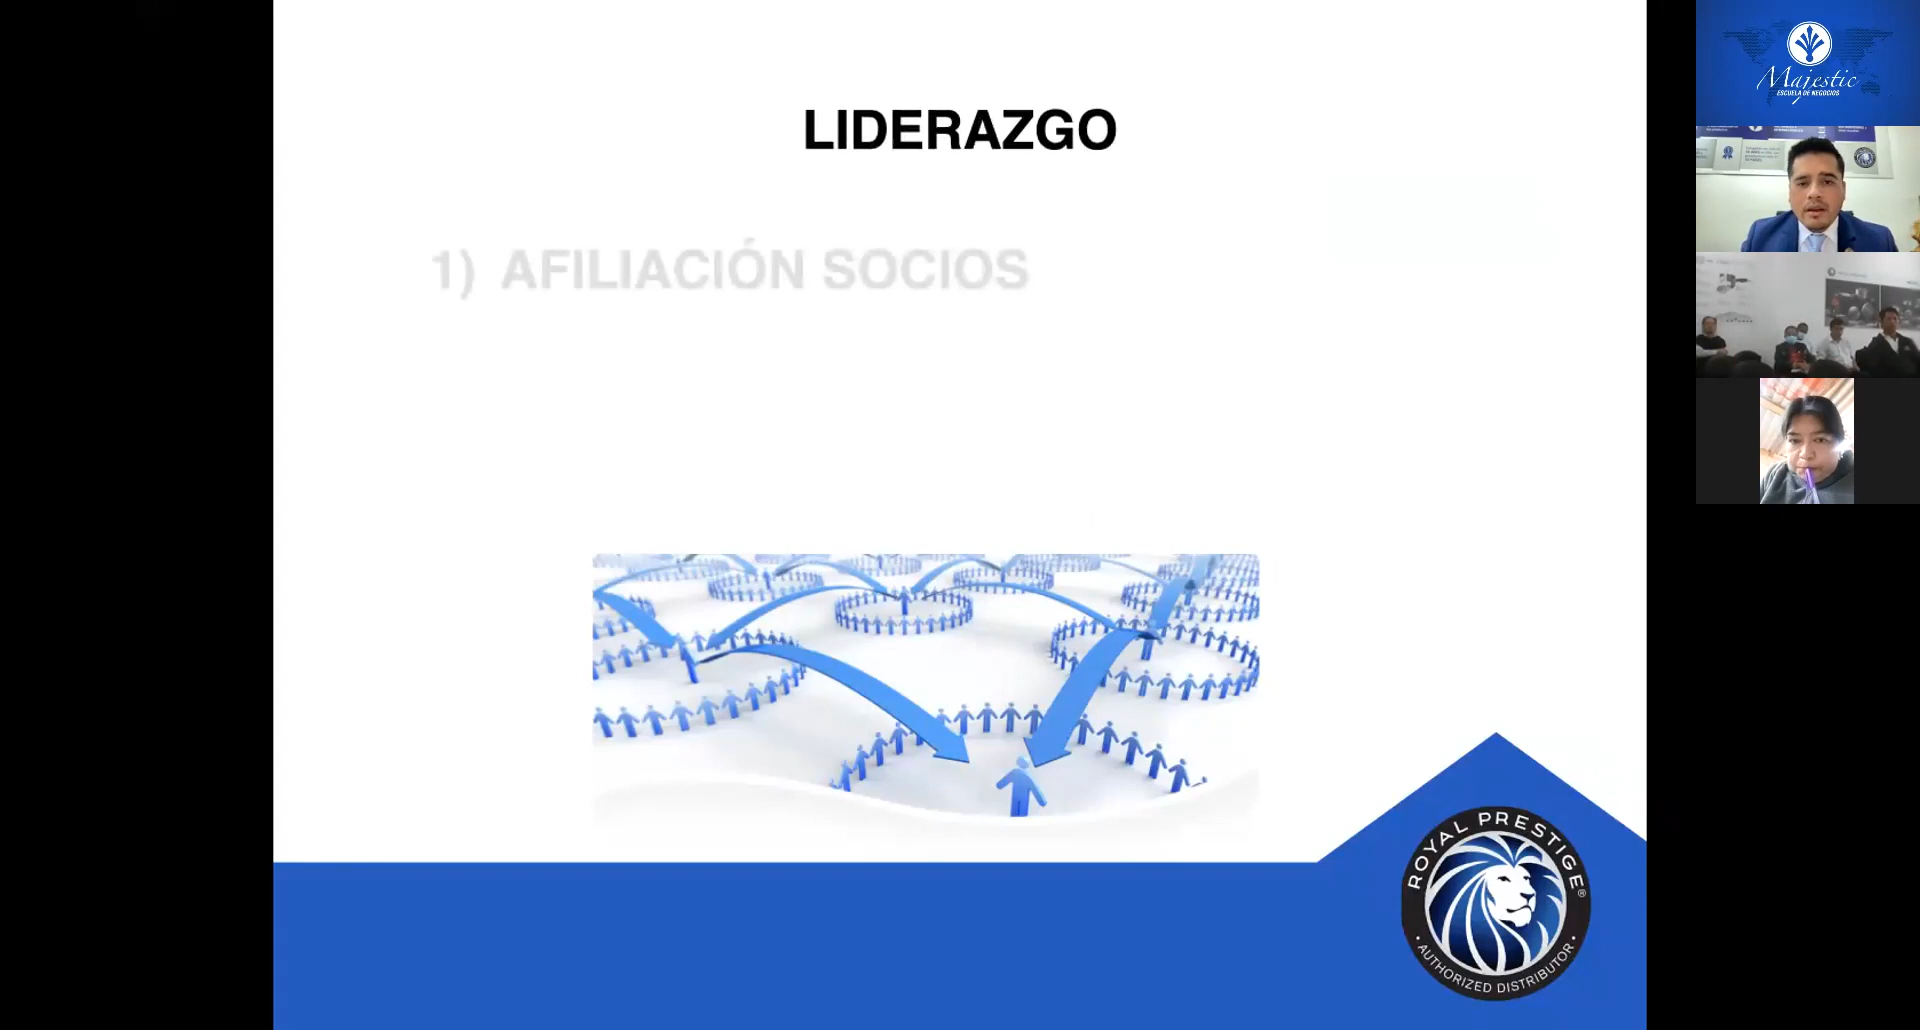 LIDERAZGO
1) AFILIACIÓN SOCIOS
ROYAL PRESTIGE®
• AUTHORIZED DISTRIBUTOR •
Majestic
ESCUELA DE NEGOCIOS